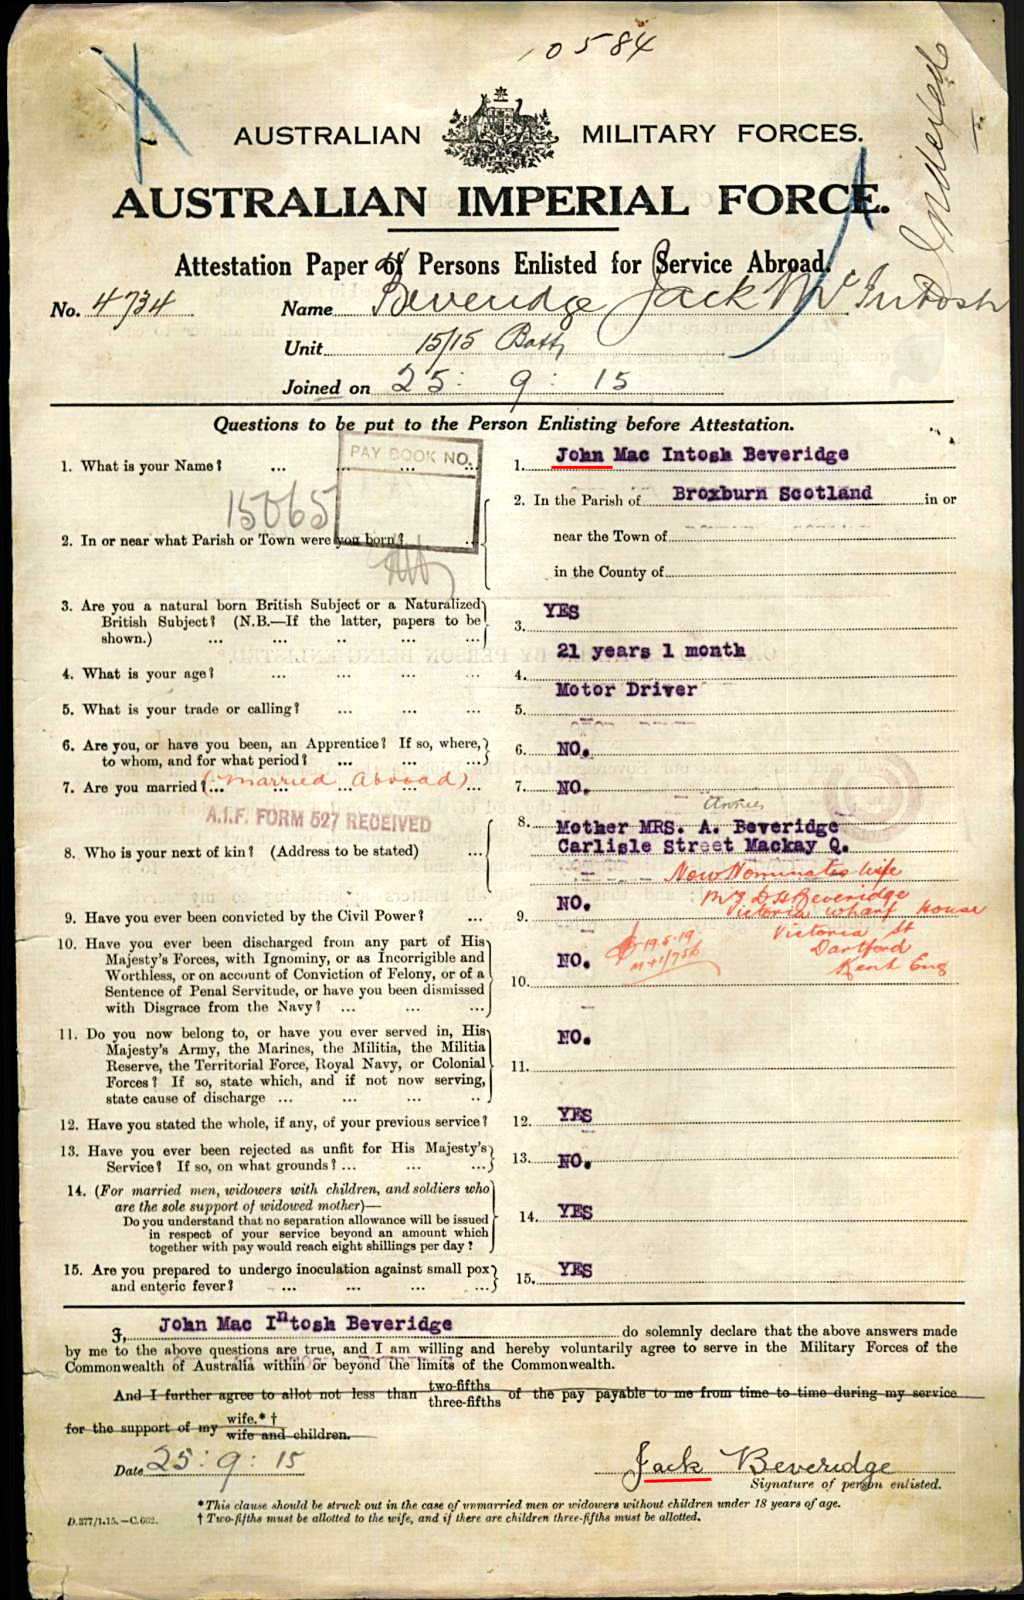 10584
Indexed
AUSTRALIAN MILITARY FORCES.
AUSTRALIAN IMPERIAL FORCE.
Attestation Paper of Persons Enlisted for Service Abroad.
No. 4734 Name Beveridge Jack McIntosh
Unit 15/15 Batt
Joined on 25 : 9 : 15
Questions to be put to the Person Enlisting before Attestation.
PAY BOOK NO.
15065
1. What is your Name? ... ... ... 1. John Mac Intosh Beveridge
2. In or near what Parish or Town were you born? ... 2. In the Parish of Broxburn Scotland in or
near the Town of
in the County of
3. Are you a natural born British Subject or a Naturalized
British Subject? (N.B.—If the latter, papers to be
shown.) ... ... .. ... ... 3. YES
4. What is your age? ... ... ... 4. 21 years 1 month
5. What is your trade or calling? ... ... ... 5. Motor Driver
6. Are you, or have you been, an Apprentice? If so, where,
to whom, and for what period? ... ... ... 6. NO.
7. Are you married? ... (Married Abroad) ... 7. NO.
A.I.F. FORM 527 RECEIVED
Annie
8. Who is your next of kin? (Address to be stated) ... 8. Mother MRS. A. Beveridge
Carlisle Street Mackay Q.
Now Nominates wife
Mrs D H Beveridge
Victoria Wharf House
Victoria St
Dartford
Kent Eng
19.5.19
9. Have you ever been convicted by the Civil Power? ... 9. NO.
10. Have you ever been discharged from any part of His
Majesty's Forces, with Ignominy, or as Incorrigible and
Worthless, or on account of Conviction of Felony, or of a
Sentence of Penal Servitude, or have you been dismissed
with Disgrace from the Navy? ... ... ... 10. NO.
11. Do you now belong to, or have you ever served in, His
Majesty's Army, the Marines, the Militia, the Militia
Reserve, the Territorial Force, Royal Navy, or Colonial
Forces? If so, state which, and if not now serving,
state cause of discharge ... ... ... .. 11. NO.
12. Have you stated the whole, if any, of your previous service? 12. YES
13. Have you ever been rejected as unfit for His Majesty's
Service? If so, on what grounds? ... ... ... 13. NO.
14. (For married men, widowers with children, and soldiers who
are the sole support of widowed mother)—
Do you understand that no separation allowance will be issued
in respect of your service beyond an amount which
together with pay would reach eight shillings per day? 14. YES
15. Are you prepared to undergo inoculation against small pox
and enteric fever? ... ... ... ... 15. YES
I, John Mac Intosh Beveridge do solemnly declare that the above answers made
by me to the above questions are true, and I am willing and hereby voluntarily agree to serve in the Military Forces of the
Commonwealth of Australia within or beyond the limits of the Commonwealth.
And I further agree to allot not less than two-fifths three-fifths of the pay payable to me from time to time during my service
for the support of my wife.* † wife and children.
Date 25 : 9 : 15 Jack Beveridge
Signature of person enlisted.
* This clause should be struck out in the case of unmarried men or widowers without children under 18 years of age.
D.377/1.15.—C.662. † Two-fifths must be allotted to the wife, and if there are children three-fifths must be allotted.